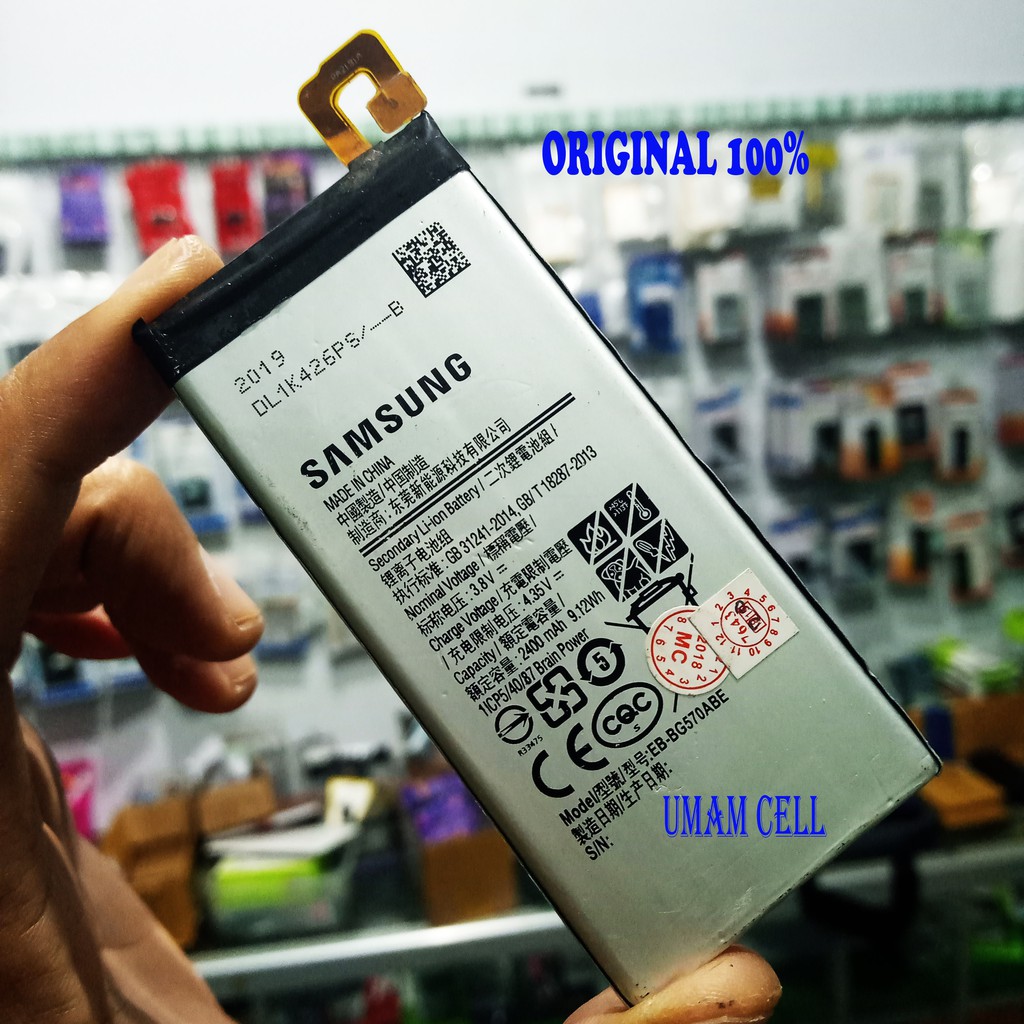 ORIGINAL 100%
2019
DL1K426PS/---B
SAMSUNG
MADE IN CHINA
中國製造/中国制造
制造商:东莞新能源科技有限公司
Secondary Li-ion Battery/二次鋰電池組/
锂离子电池组
执行标准: GB 31241-2014, GB/T 18287-2013
Nominal Voltage/標稱電壓/
标称电压: 3.8V ⎓
Charge Voltage/充電限制電壓
/充电限制电压: 4.35V ⎓
Capacity/額定容量/
額定容量: 2400 mAh 9.12Wh
1ICP5/40/87 Brain Power
5
R33475
CE
CQC
S
Model/型號/型号:EB-BG570ABE
製造日期/生产日期:
S/N:
MC
2018
7643
UMAM CELL